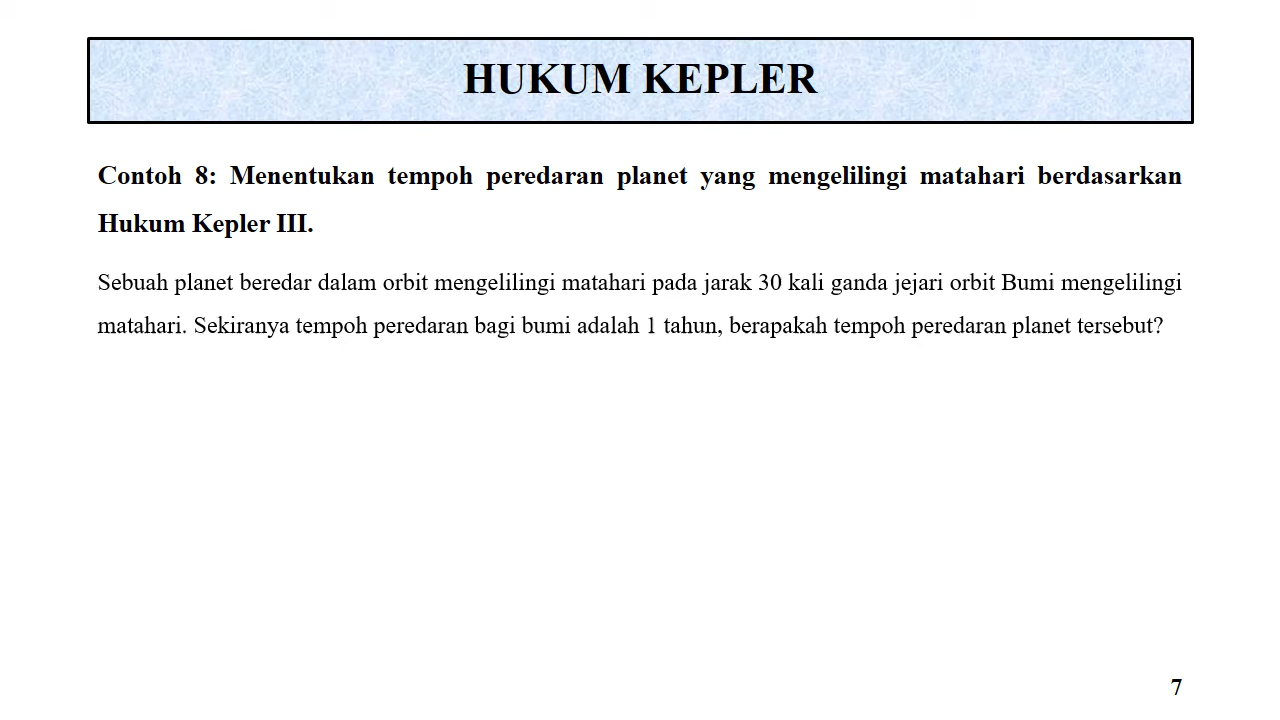 HUKUM KEPLER
Contoh 8: Menentukan tempoh peredaran planet yang mengelilingi matahari berdasarkan
Hukum Kepler III.
Sebuah planet beredar dalam orbit mengelilingi matahari pada jarak 30 kali ganda jejari orbit Bumi mengelilingi
matahari. Sekiranya tempoh peredaran bagi bumi adalah 1 tahun, berapakah tempoh peredaran planet tersebut?
7